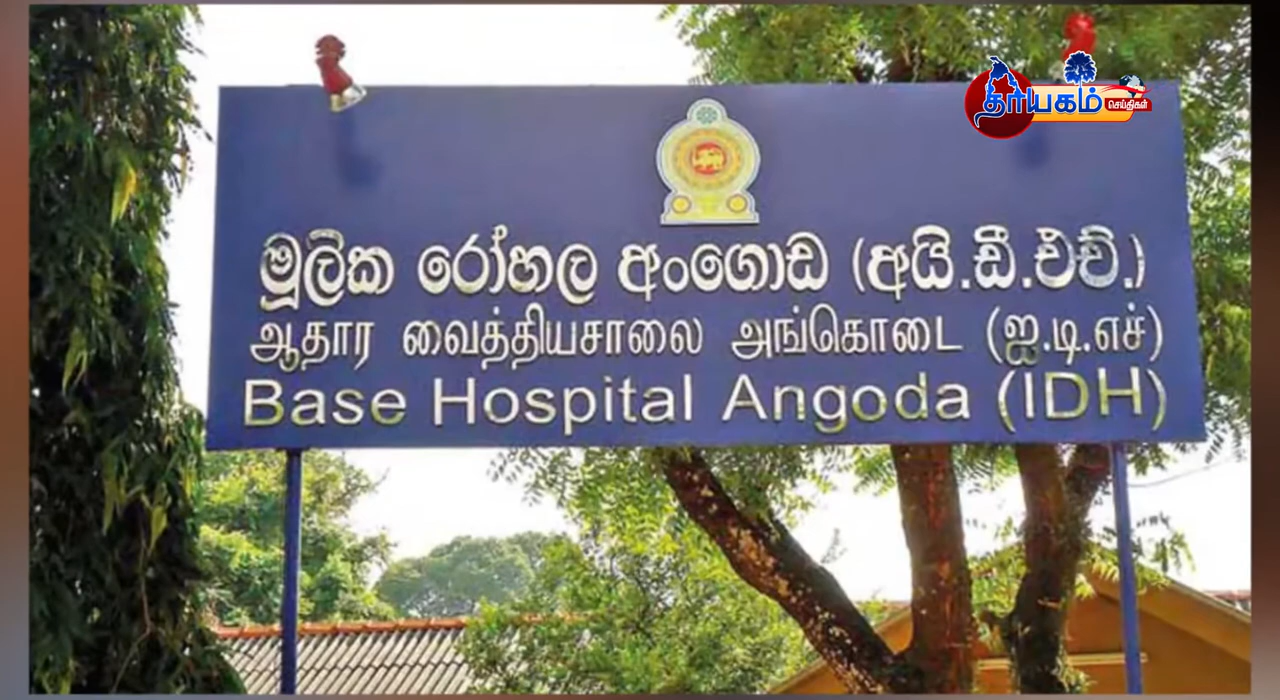 தாயகம்
செய்திகள்
මූලික රෝහල අංගොඩ (අයි.ඩී.එච්.)
ஆதார வைத்தியசாலை அங்கொடை (ஐ.டி.எச்)
Base Hospital Angoda (IDH)